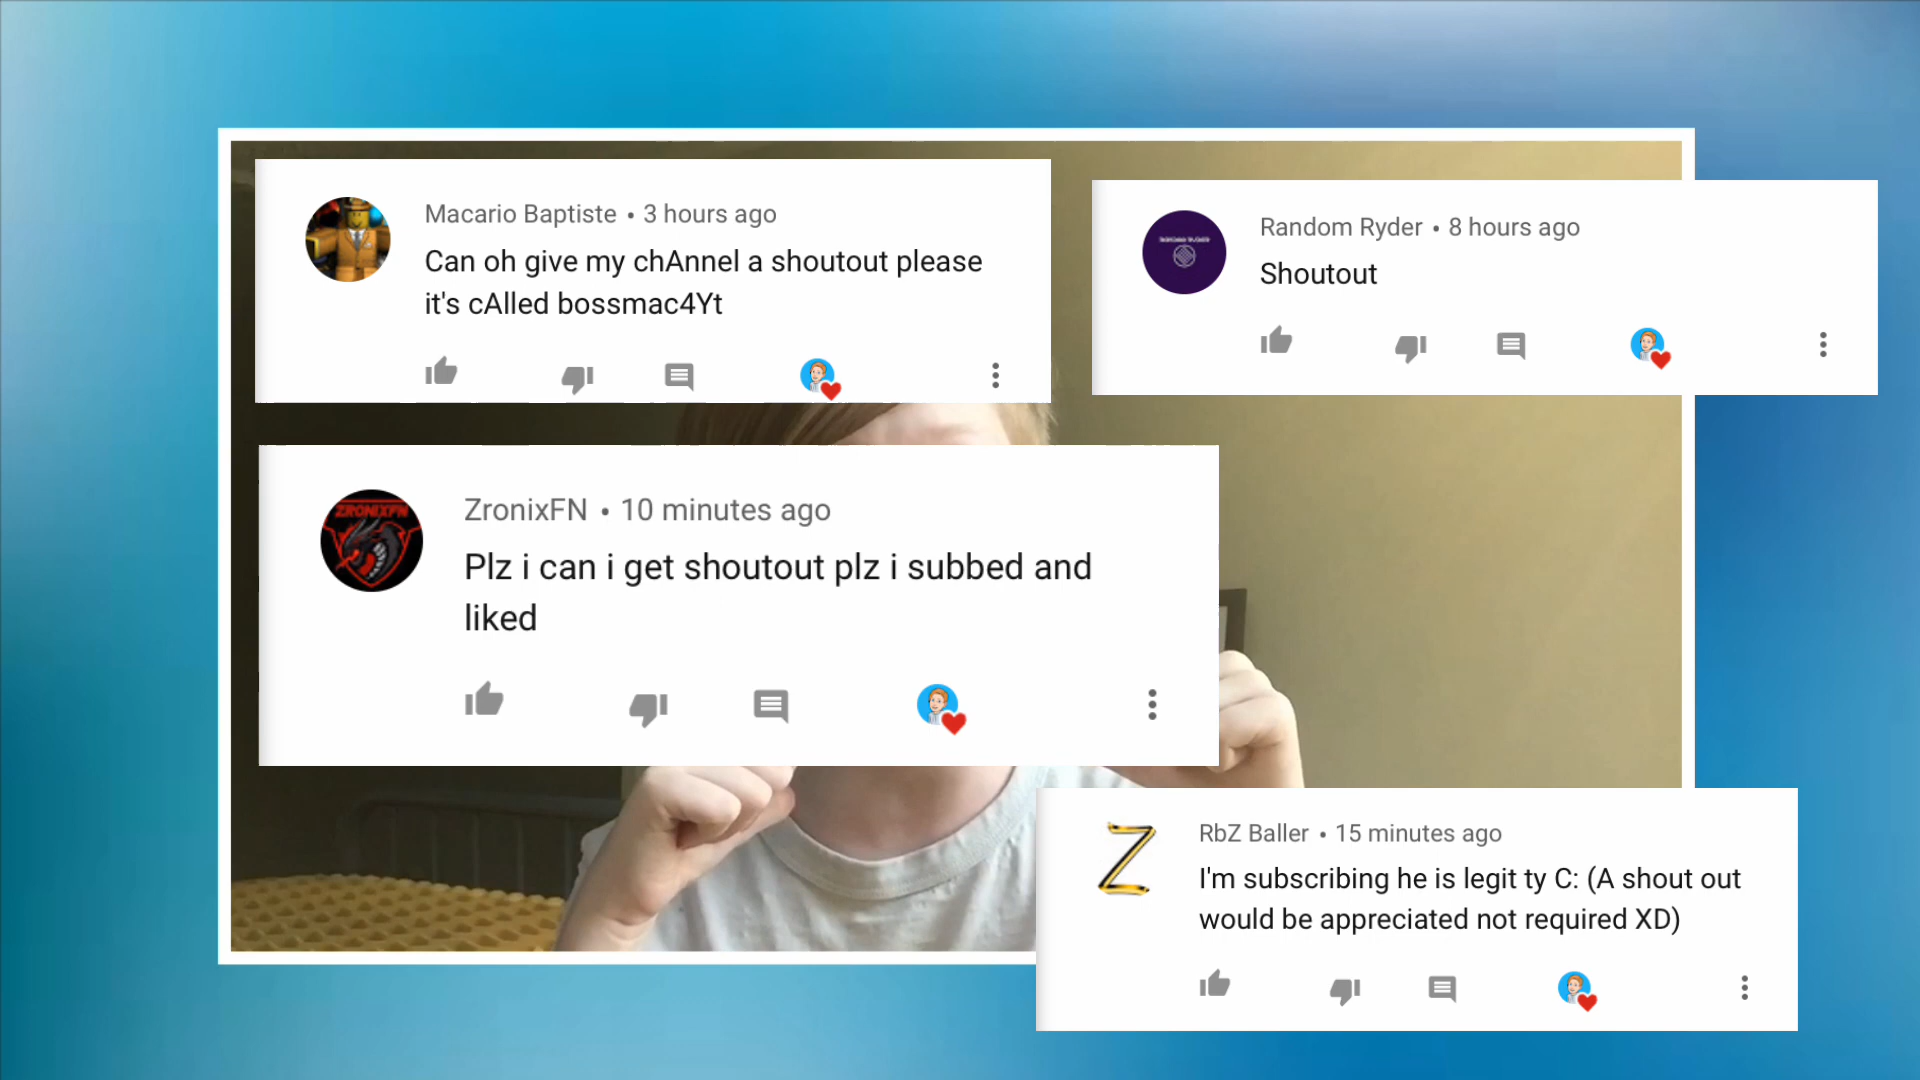 Macario Baptiste • 3 hours ago
Can oh give my chAnnel a shoutout please
it's cAlled bossmac4Yt
Random Ryder • 8 hours ago
Shoutout
ZRONIXFN
ZronixFN • 10 minutes ago
Plz i can i get shoutout plz i subbed and
liked
Z
RbZ Baller • 15 minutes ago
I'm subscribing he is legit ty C: (A shout out
would be appreciated not required XD)